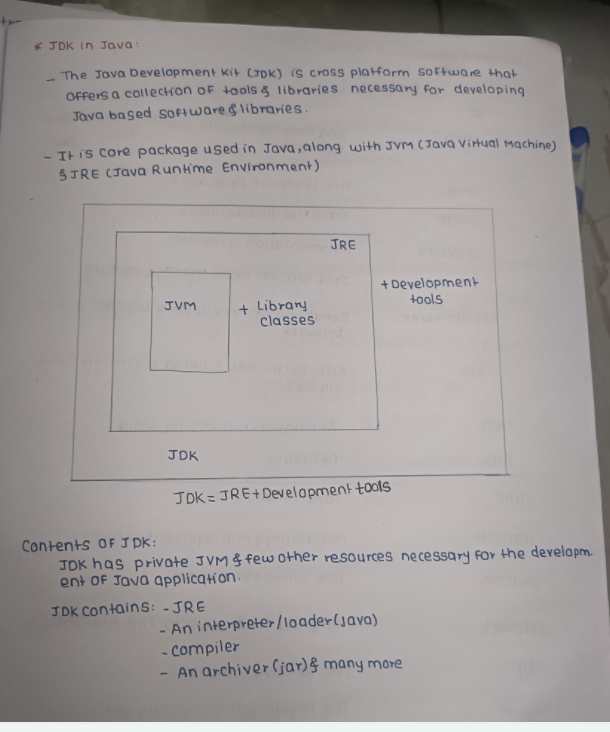 * JDK in Java:
- The Java Development Kit (JDK) is cross platform software that
offers a collection of tools & libraries necessary for developing
Java based software & libraries.
- It is core package used in Java, along with JVM (Java Virtual Machine)
& JRE (Java Runtime Environment)
JRE
JVM
+ Library
classes
+ Development
tools
JDK
JDK = JRE + Development tools
Contents of JDK:
JDK has private JVM & few other resources necessary for the developm
ent of Java application.
JDK contains: - JRE
- An interpreter/loader (java)
- compiler
- An archiver (jar) & many more